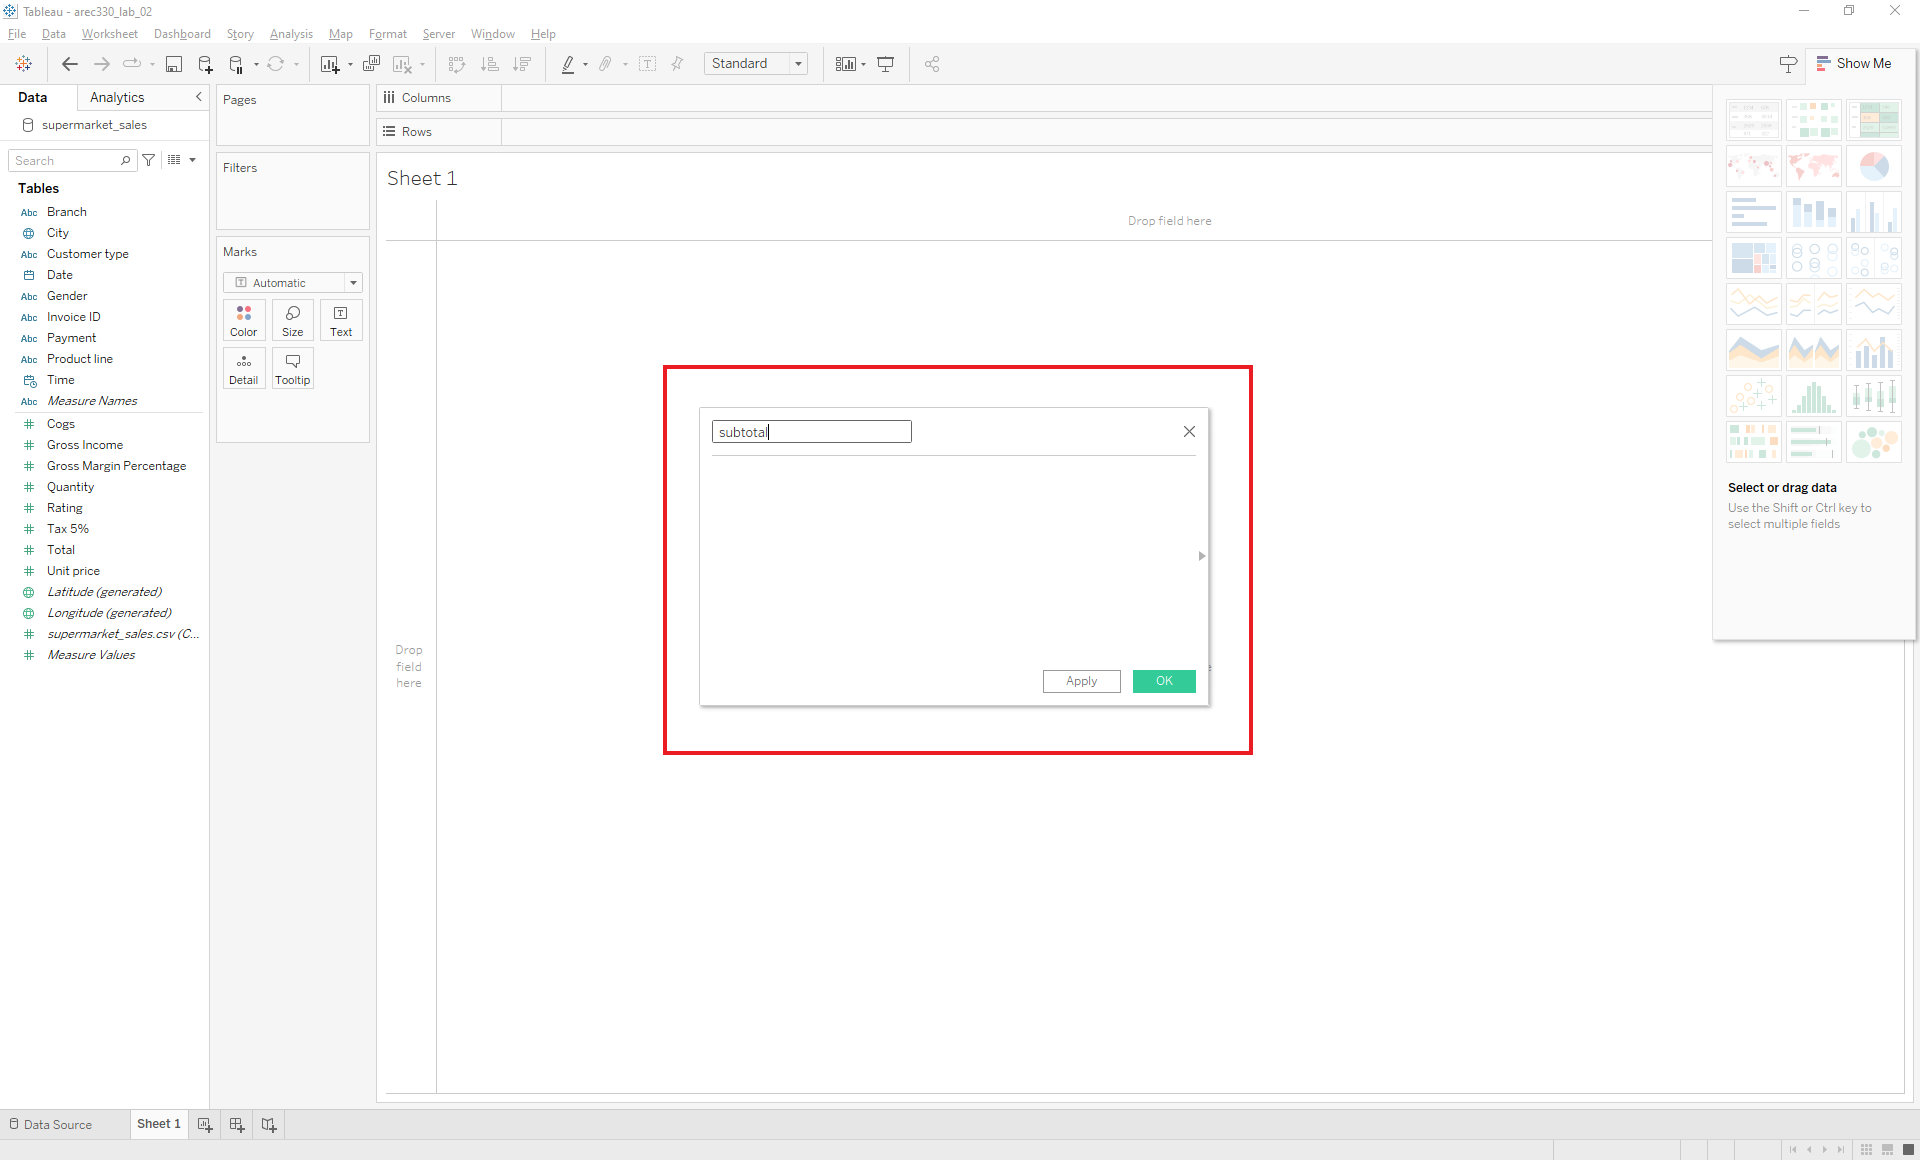 Tableau - arec330_lab_02
File Data Worksheet Dashboard Story Analysis Map Format Server Window Help
Standard
Show Me
Data Analytics
supermarket_sales
Search
Tables
Abc Branch
City
Abc Customer type
Date
Abc Gender
Abc Invoice ID
Abc Payment
Abc Product line
Time
Abc Measure Names
# Cogs
# Gross Income
# Gross Margin Percentage
# Quantity
# Rating
# Tax 5%
# Total
# Unit price
Latitude (generated)
Longitude (generated)
# supermarket_sales.csv (C...
# Measure Values
Pages
Filters
Marks
Automatic
Color Size Text
Detail Tooltip
Columns
Rows
Sheet 1
Drop field here
Drop
field
here
subtotal
Apply OK
Select or drag data
Use the Shift or Ctrl key to
select multiple fields
Data Source Sheet 1